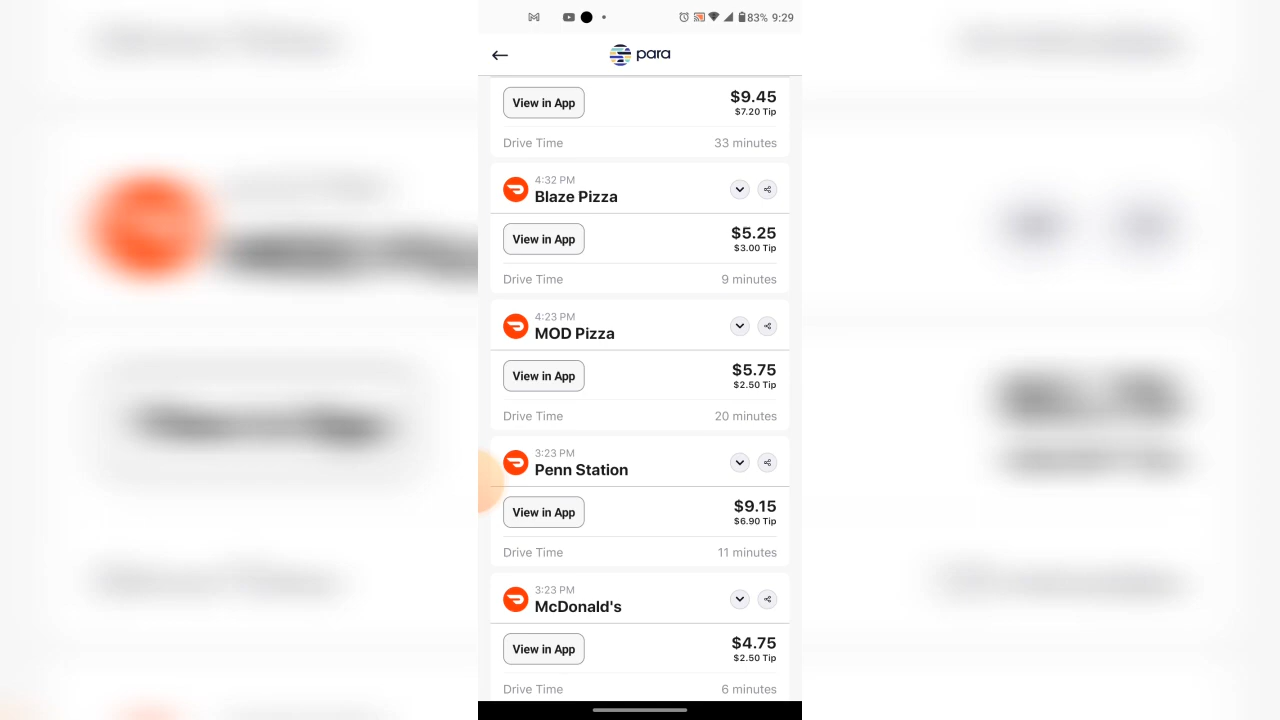 83% 9:29
para
View in App $9.45
$7.20 Tip
Drive Time 33 minutes
4:32 PM
Blaze Pizza
View in App $5.25
$3.00 Tip
Drive Time 9 minutes
4:23 PM
MOD Pizza
View in App $5.75
$2.50 Tip
Drive Time 20 minutes
3:23 PM
Penn Station
View in App $9.15
$6.90 Tip
Drive Time 11 minutes
3:23 PM
McDonald's
View in App $4.75
$2.50 Tip
Drive Time 6 minutes